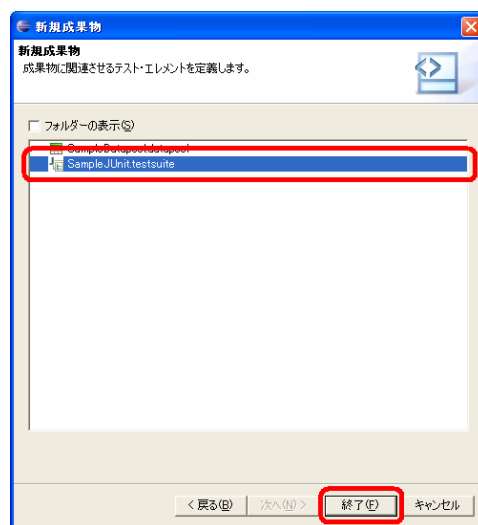 新規成果物
新規成果物
成果物に関連させるテスト・エレメントを定義します。
フォルダーの表示(S)
SampleDatapool.datapool
SampleJUnit.testsuite
< 戻る(B)
次へ(N) >
終了(F)
キャンセル